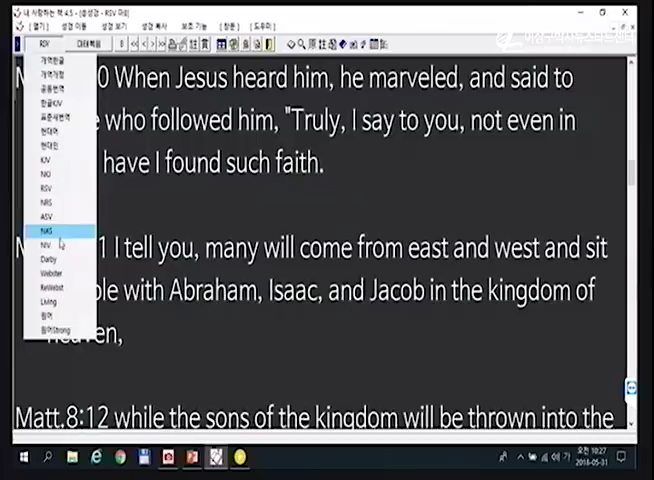 내 사랑하는 책 4.5 - [성경 - RSV 마8]
[열기] 성경 이동 성경 보기 성경 복사 보조 기능 [창문] [도우미]
RSV 마태복음 8
개역한글
개역개정
공동번역
한글KJV
표준새번역
현대어
현대인
KJV
NKJ
RSV
NRS
ASV
NAS
NIV
Darby
Webster
ReWebst
Living
원어
원어Strong
0 When Jesus heard him, he marveled, and said to
who followed him, "Truly, I say to you, not even in
have I found such faith.
1 I tell you, many will come from east and west and sit
with Abraham, Isaac, and Jacob in the kingdom of
heaven,
Matt.8:12 while the sons of the kingdom will be thrown into the
오전 10:27
2018-05-31